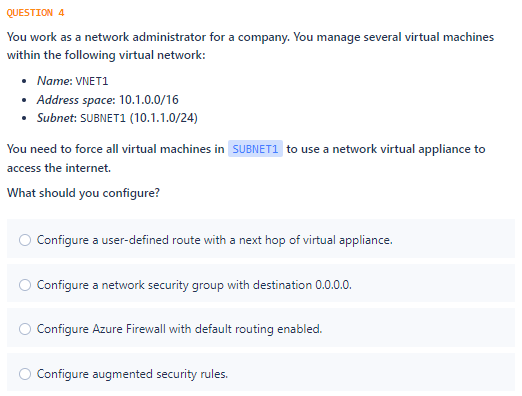 QUESTION 4
You work as a network administrator for a company. You manage several virtual machines
within the following virtual network:
• Name: VNET1
• Address space: 10.1.0.0/16
• Subnet: SUBNET1 (10.1.1.0/24)
You need to force all virtual machines in SUBNET1 to use a network virtual appliance to
access the internet.
What should you configure?
Configure a user-defined route with a next hop of virtual appliance.
Configure a network security group with destination 0.0.0.0.
Configure Azure Firewall with default routing enabled.
Configure augmented security rules.